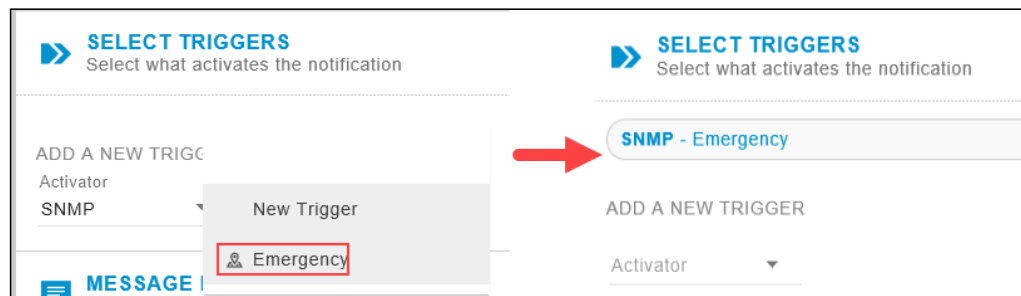 SELECT TRIGGERS
Select what activates the notification
ADD A NEW TRIGG
Activator
SNMP
New Trigger
Emergency
MESSAGE
SELECT TRIGGERS
Select what activates the notification
SNMP - Emergency
ADD A NEW TRIGGER
Activator